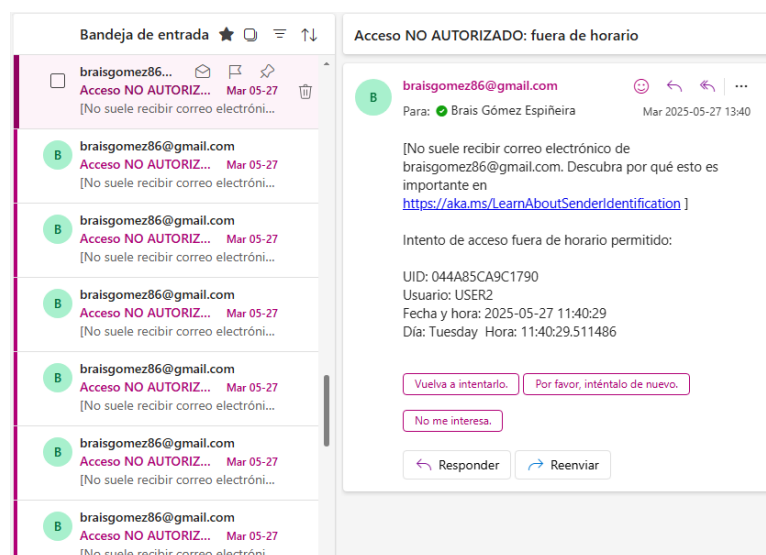 Bandeja de entrada
braisgomez86...
Acceso NO AUTORIZ... Mar 05-27
[No suele recibir correo electróni...
B
braisgomez86@gmail.com
Acceso NO AUTORIZ... Mar 05-27
[No suele recibir correo electróni...
B
braisgomez86@gmail.com
Acceso NO AUTORIZ... Mar 05-27
[No suele recibir correo electróni...
B
braisgomez86@gmail.com
Acceso NO AUTORIZ... Mar 05-27
[No suele recibir correo electróni...
B
braisgomez86@gmail.com
Acceso NO AUTORIZ... Mar 05-27
[No suele recibir correo electróni...
B
braisgomez86@gmail.com
Acceso NO AUTORIZ... Mar 05-27
[No suele recibir correo electróni...
B
braisgomez86@gmail.com
Acceso NO AUTORIZ... Mar 05-27
[No suele recibir correo electróni...
Acceso NO AUTORIZADO: fuera de horario
B
braisgomez86@gmail.com
Para: Brais Gómez Espiñeira Mar 2025-05-27 13:40
[No suele recibir correo electrónico de
braisgomez86@gmail.com. Descubra por qué esto es
importante en
https://aka.ms/LearnAboutSenderIdentification ]
Intento de acceso fuera de horario permitido:
UID: 044A85CA9C1790
Usuario: USER2
Fecha y hora: 2025-05-27 11:40:29
Día: Tuesday Hora: 11:40:29.511486
Vuelva a intentarlo. Por favor, inténtalo de nuevo.
No me interesa.
Responder Reenviar